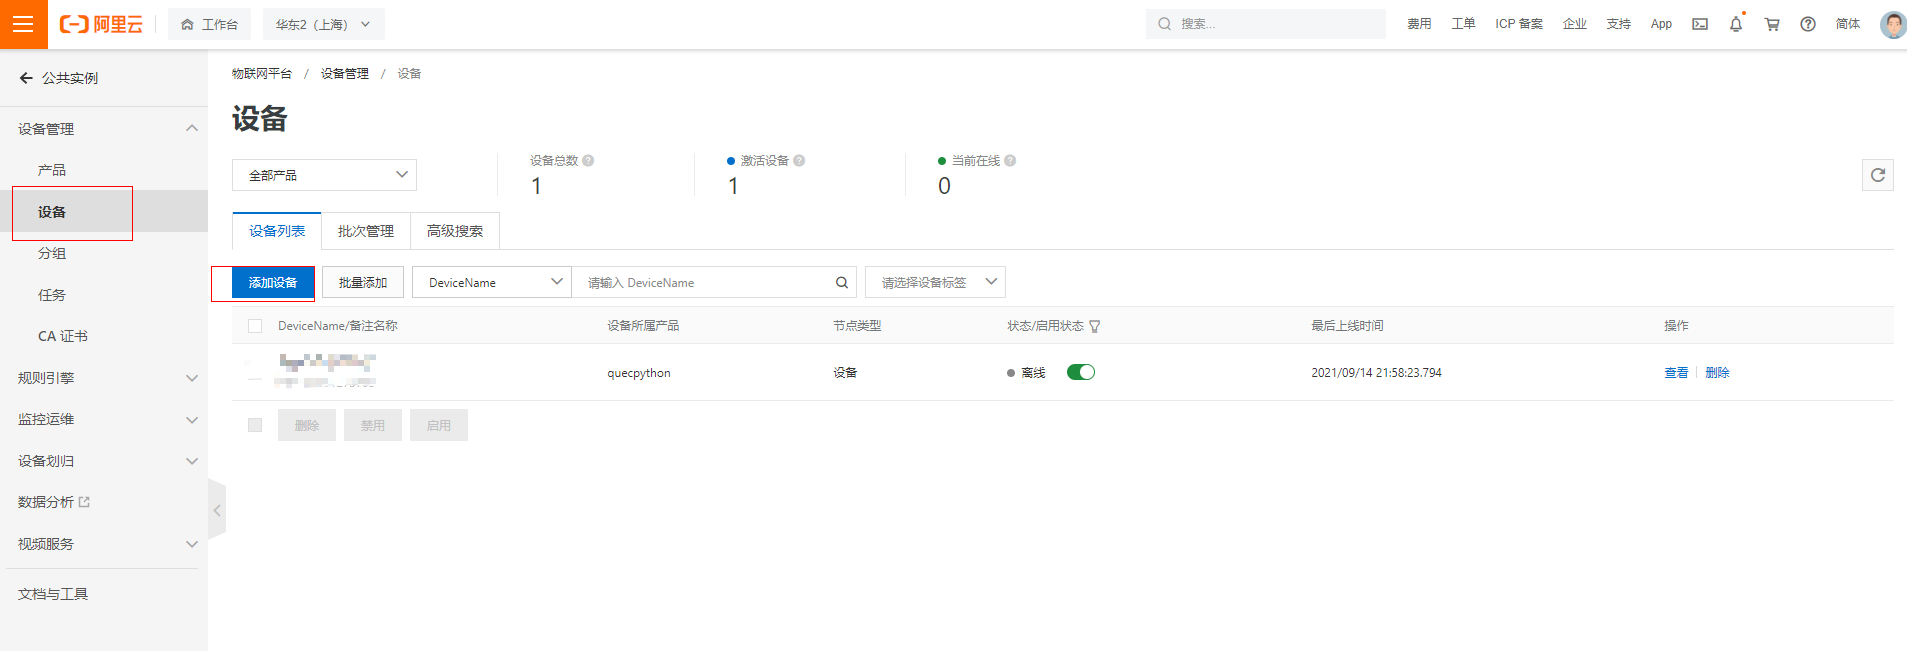 阿里云 工作台 华东2（上海） 搜索... 费用 工单 ICP 备案 企业 支持 App 简体
公共实例
设备管理
产品
设备
分组
任务
CA 证书
规则引擎
监控运维
设备划归
数据分析
视频服务
文档与工具
物联网平台 / 设备管理 / 设备
设备
全部产品
设备总数
1
激活设备
1
当前在线
0
设备列表 批次管理 高级搜索
添加设备 批量添加 DeviceName 请输入 DeviceName 请选择设备标签
DeviceName/备注名称 设备所属产品 节点类型 状态/启用状态 最后上线时间 操作
quecpython 设备 离线 2021/09/14 21:58:23.794 查看 删除
删除 禁用 启用